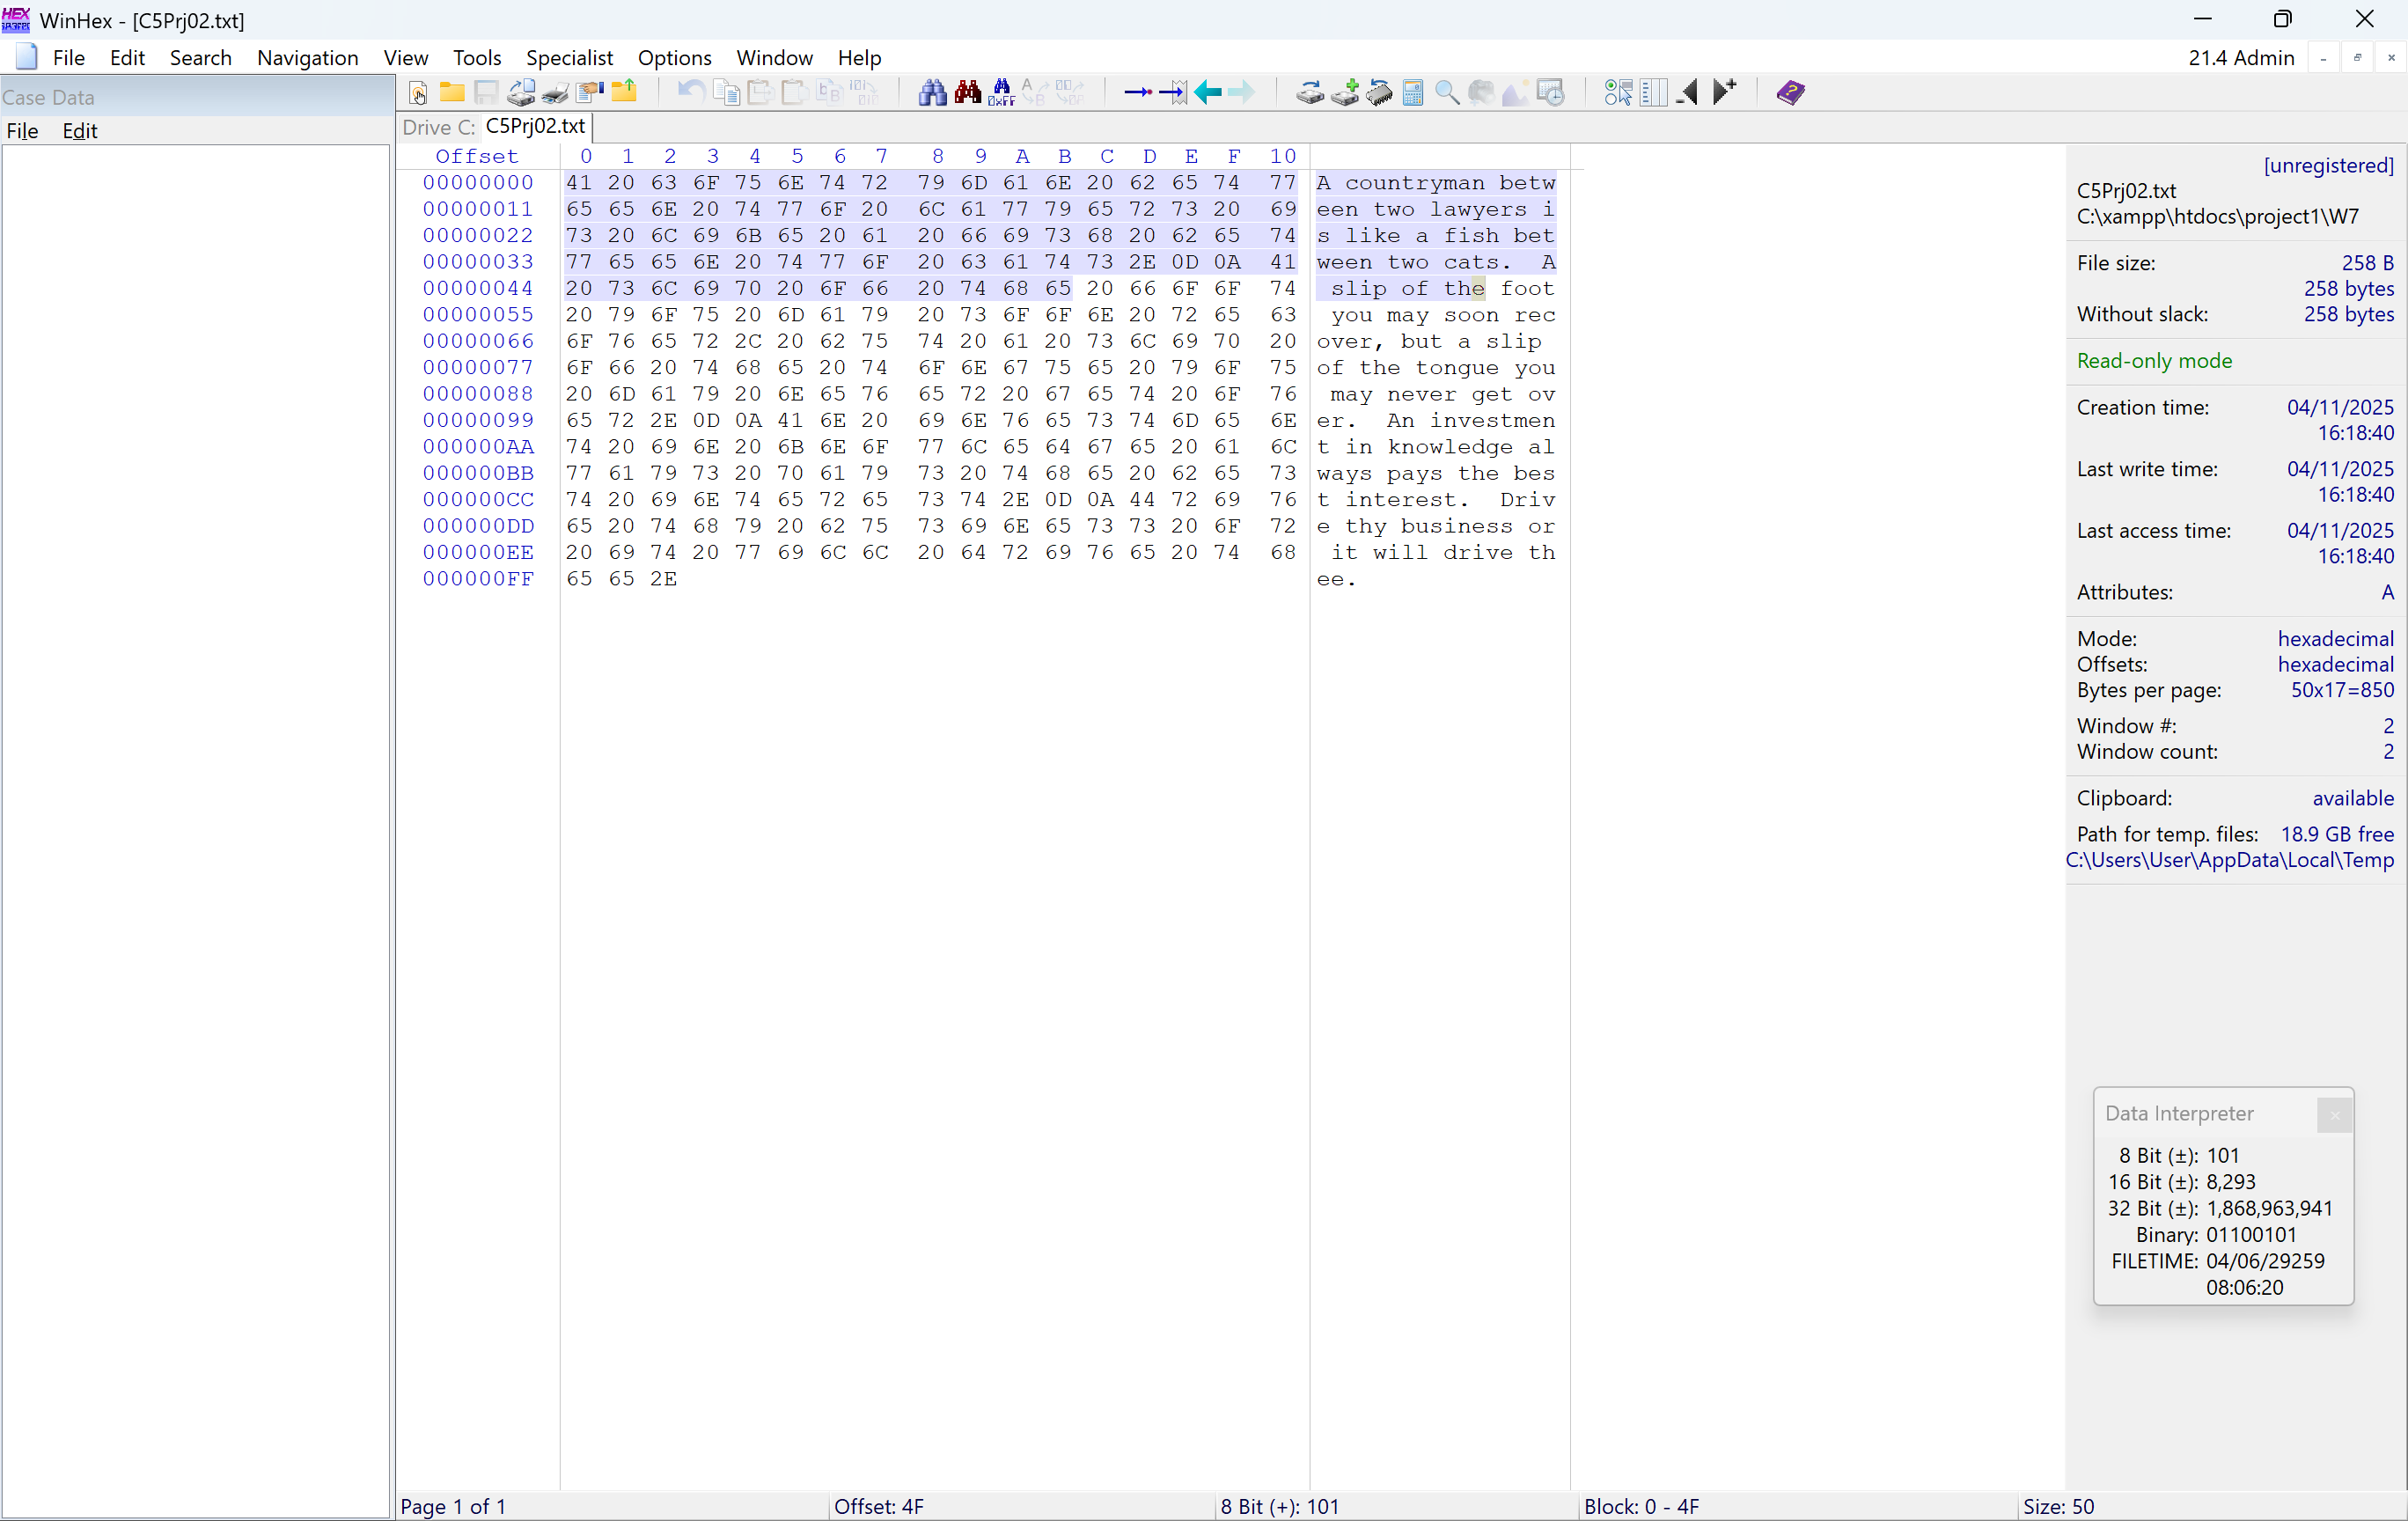 WinHex - [C5Prj02.txt]
File Edit Search Navigation View Tools Specialist Options Window Help 21.4 Admin
Case Data
File Edit
Drive C: C5Prj02.txt
Offset 0 1 2 3 4 5 6 7 8 9 A B C D E F 10
00000000 41 20 63 6F 75 6E 74 72 79 6D 61 6E 20 62 65 74 77 A countryman betw
00000011 65 65 6E 20 74 77 6F 20 6C 61 77 79 65 72 73 20 69 een two lawyers i
00000022 73 20 6C 69 6B 65 20 61 20 66 69 73 68 20 62 65 74 s like a fish bet
00000033 77 65 65 6E 20 74 77 6F 20 63 61 74 73 2E 0D 0A 41 ween two cats.  A
00000044 20 73 6C 69 70 20 6F 66 20 74 68 65 20 66 6F 6F 74 slip of the foot
00000055 20 79 6F 75 20 6D 61 79 20 73 6F 6F 6E 20 72 65 63 you may soon rec
00000066 6F 76 65 72 2C 20 62 75 74 20 61 20 73 6C 69 70 20 over, but a slip
00000077 6F 66 20 74 68 65 20 74 6F 6E 67 75 65 20 79 6F 75 of the tongue you
00000088 20 6D 61 79 20 6E 65 76 65 72 20 67 65 74 20 6F 76 may never get ov
00000099 65 72 2E 0D 0A 41 6E 20 69 6E 76 65 73 74 6D 65 6E er.  An investmen
000000AA 74 20 69 6E 20 6B 6E 6F 77 6C 65 64 67 65 20 61 6C t in knowledge al
000000BB 77 61 79 73 20 70 61 79 73 20 74 68 65 20 62 65 73 ways pays the bes
000000CC 74 20 69 6E 74 65 72 65 73 74 2E 0D 0A 44 72 69 76 t interest.  Driv
000000DD 65 20 74 68 79 20 62 75 73 69 6E 65 73 73 20 6F 72 e thy business or
000000EE 20 69 74 20 77 69 6C 6C 20 64 72 69 76 65 20 74 68 it will drive th
000000FF 65 65 2E ee.
[unregistered]
C5Prj02.txt
C:\xampp\htdocs\project1\W7
File size: 258 B
258 bytes
Without slack: 258 bytes
Read-only mode
Creation time: 04/11/2025
16:18:40
Last write time: 04/11/2025
16:18:40
Last access time: 04/11/2025
16:18:40
Attributes: A
Mode: hexadecimal
Offsets: hexadecimal
Bytes per page: 50x17=850
Window #: 2
Window count: 2
Clipboard: available
Path for temp. files: 18.9 GB free
C:\Users\User\AppData\Local\Temp
Data Interpreter
8 Bit (±): 101
16 Bit (±): 8,293
32 Bit (±): 1,868,963,941
Binary: 01100101
FILETIME: 04/06/29259
08:06:20
Page 1 of 1 Offset: 4F 8 Bit (+): 101 Block: 0 - 4F Size: 50